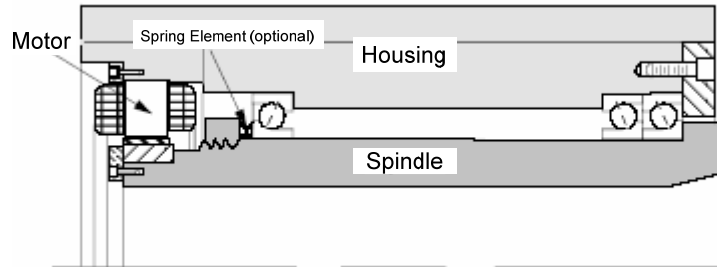 Spring Element (optional)
Motor
Housing
Spindle